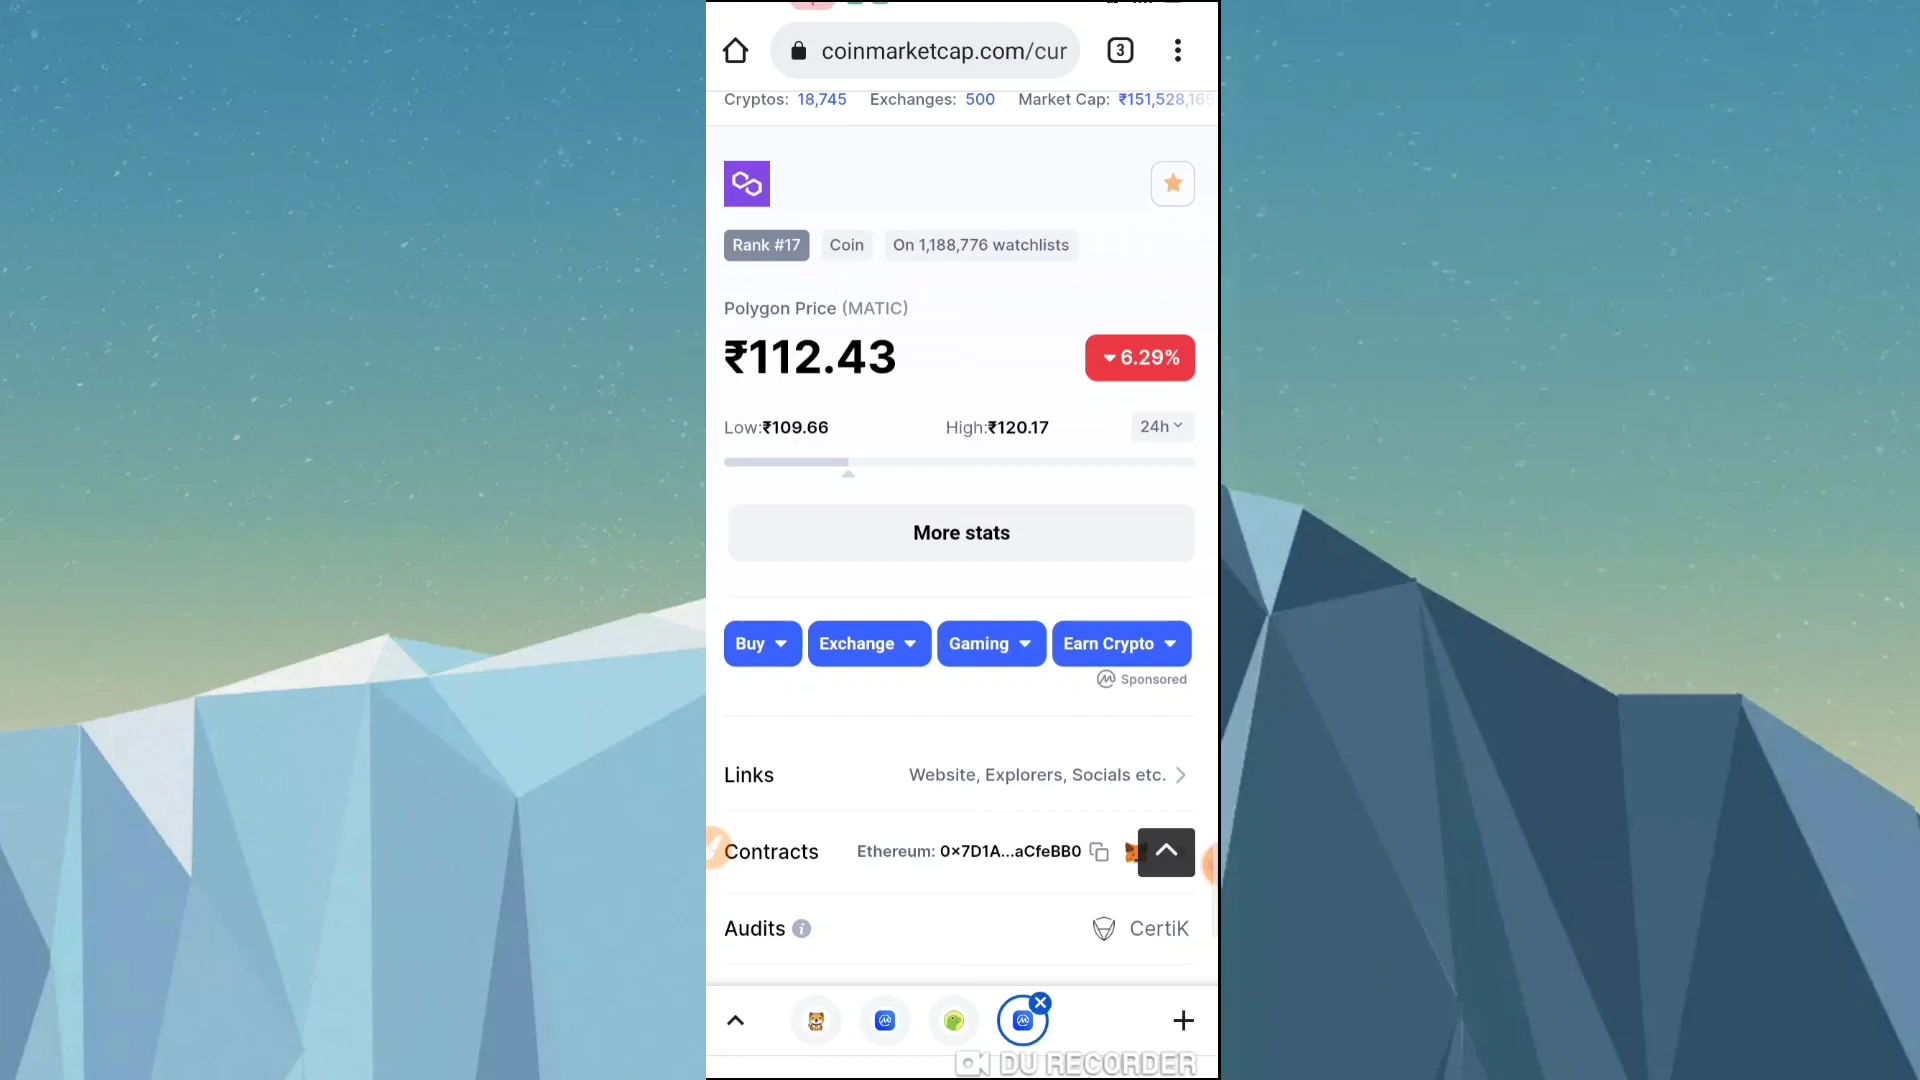 coinmarketcap.com/cur
3
Cryptos: 18,745 Exchanges: 500 Market Cap: ₹151,528,169
Rank #17 Coin On 1,188,776 watchlists
Polygon Price (MATIC)
₹112.43 6.29%
Low:₹109.66 High:₹120.17 24h
More stats
Buy Exchange Gaming Earn Crypto
Sponsored
Links Website, Explorers, Socials etc.
Contracts Ethereum: 0x7D1A...aCfeBB0
Audits CertiK
DU RECORDER